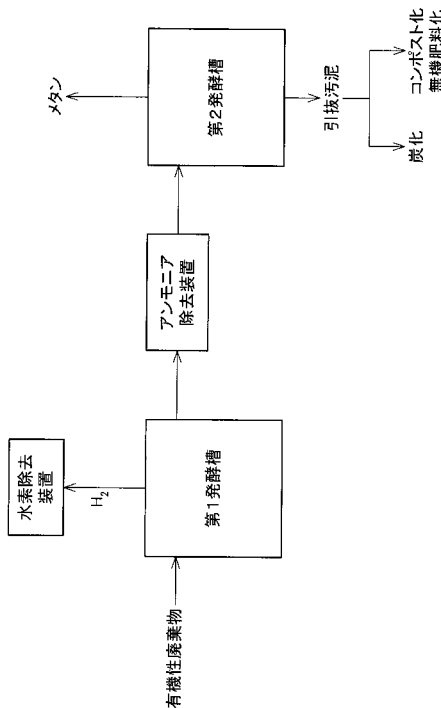 有機性廃棄物
水素除去
装置
H₂
第1発酵槽
アンモニア
除去装置
メタン
第2発酵槽
引抜汚泥
炭化
コンポスト化
無機肥料化